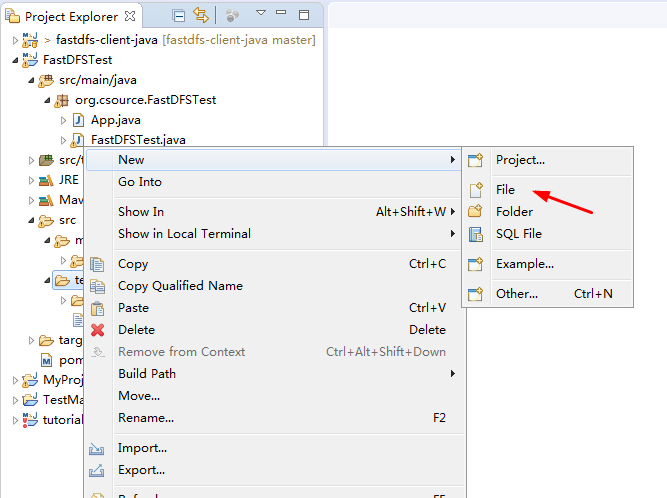 Project Explorer
> fastdfs-client-java [fastdfs-client-java master]
FastDFSTest
src/main/java
org.csource.FastDFSTest
App.java
FastDFSTest.java
src/
JRE
Mav
src
m
te
targ
pom
MyProj
TestMa
tutorial
New
Go Into
Show In Alt+Shift+W
Show in Local Terminal
Copy Ctrl+C
Copy Qualified Name
Paste Ctrl+V
Delete Delete
Remove from Context Ctrl+Alt+Shift+Down
Build Path
Move...
Rename... F2
Import...
Export...
Project...
File
Folder
SQL File
Example...
Other... Ctrl+N